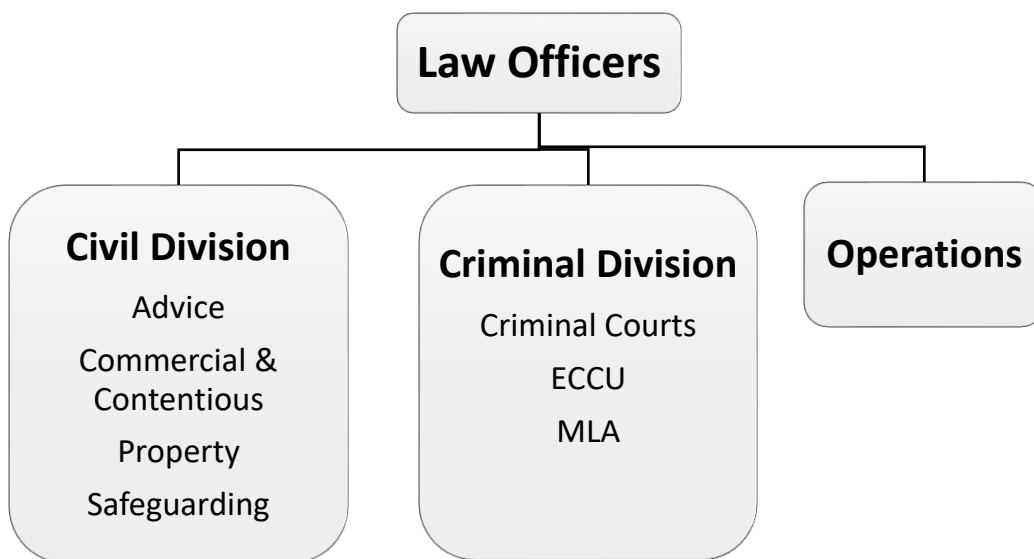 Law Officers
Civil Division
Advice
Commercial &
Contentious
Property
Safeguarding
Criminal Division
Criminal Courts
ECCU
MLA
Operations